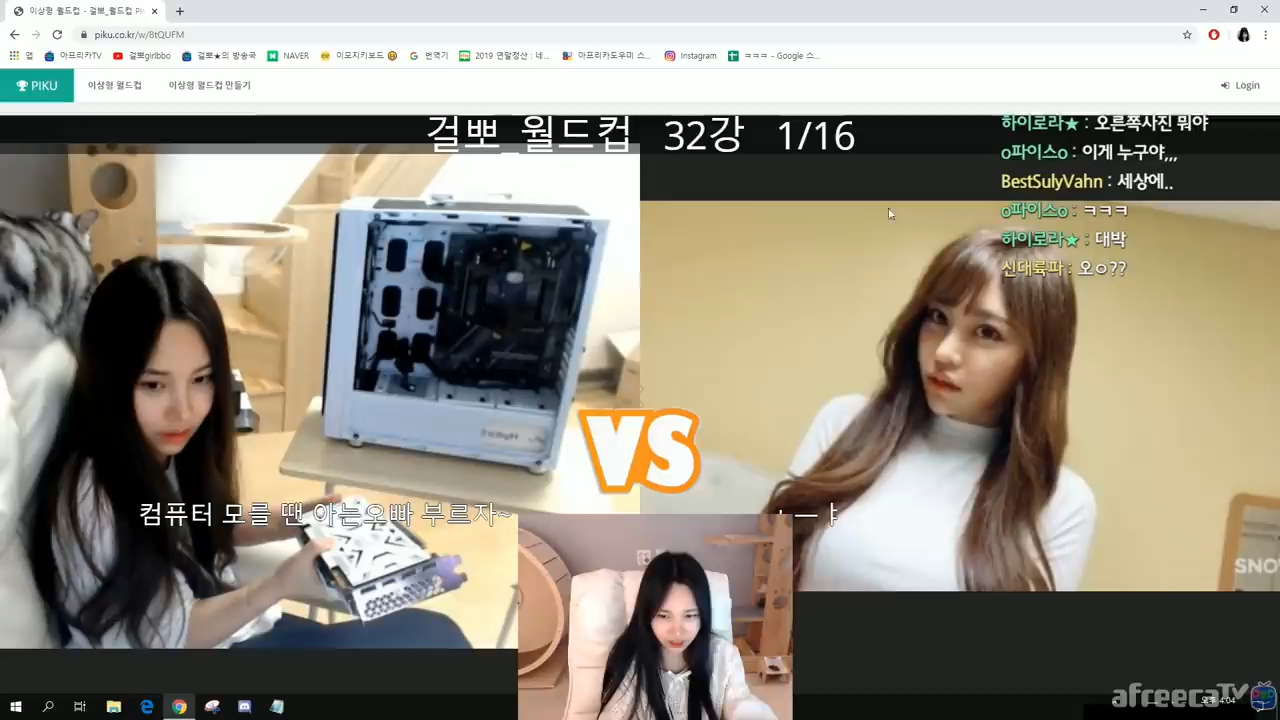 이상형 월드컵 - 걸뽀_월드컵 PI
piku.co.kr/w/8tQUFM
앱 아프리카TV 걸뽀girlbbo 걸뽀★의 방송국 NAVER 이모지키보드 번역기 2019 연말정산 : 네... 아프리카도우미 스... Instagram ㅋㅋㅋ - Google 스...
PIKU 이상형 월드컵 이상형 월드컵 만들기 Login
걸뽀_월드컵 32강 1/16
하이로라★ : 오른쪽사진 뭐야
o파이스o : 이게 누구야,,,
BestSulyVahn : 세상에..
o파이스o : ㅋㅋㅋ
하이로라★ : 대박
신대륙파 : 오ㅇ??
VS
컴퓨터 모를 땐 아는오빠 부르자~
SNO
afreecaTV
오후 4:04